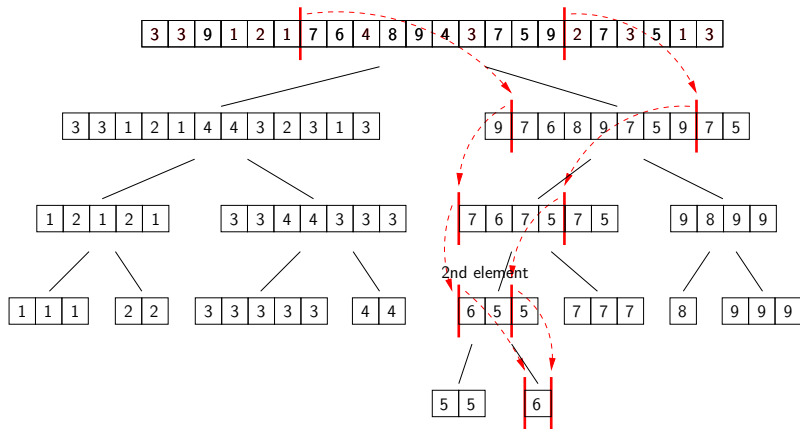 3 3 9 1 2 1 7 6 4 8 9 4 3 7 5 9 2 7 3 5 1 3
3 3 1 2 1 4 4 3 2 3 1 3 9 7 6 8 9 7 5 9 7 5
1 2 1 2 1 3 3 4 4 3 3 3 7 6 7 5 7 5 9 8 9 9
2nd element
1 1 1 2 2 3 3 3 3 3 4 4 6 5 5 7 7 7 8 9 9 9
5 5 6